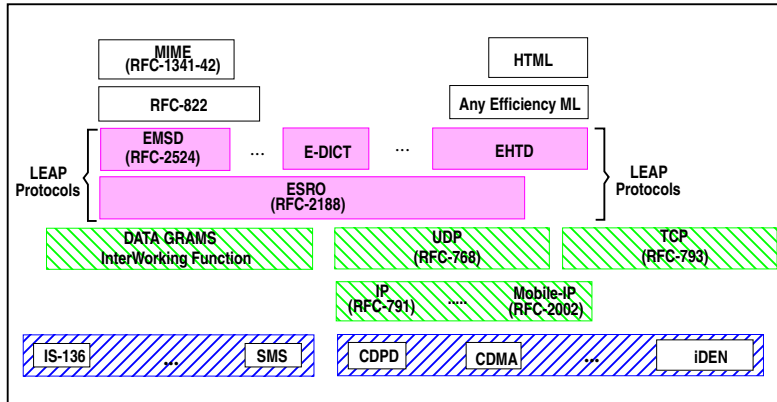 MIME
(RFC-1341-42)
HTML
RFC-822
Any Efficiency ML
LEAP
Protocols
EMSD
(RFC-2524)
...
E-DICT
...
EHTD
LEAP
Protocols
ESRO
(RFC-2188)
DATA GRAMS
InterWorking Function
UDP
(RFC-768)
TCP
(RFC-793)
IP
(RFC-791)
.....
Mobile-IP
(RFC-2002)
IS-136
...
SMS
CDPD
CDMA
...
iDEN